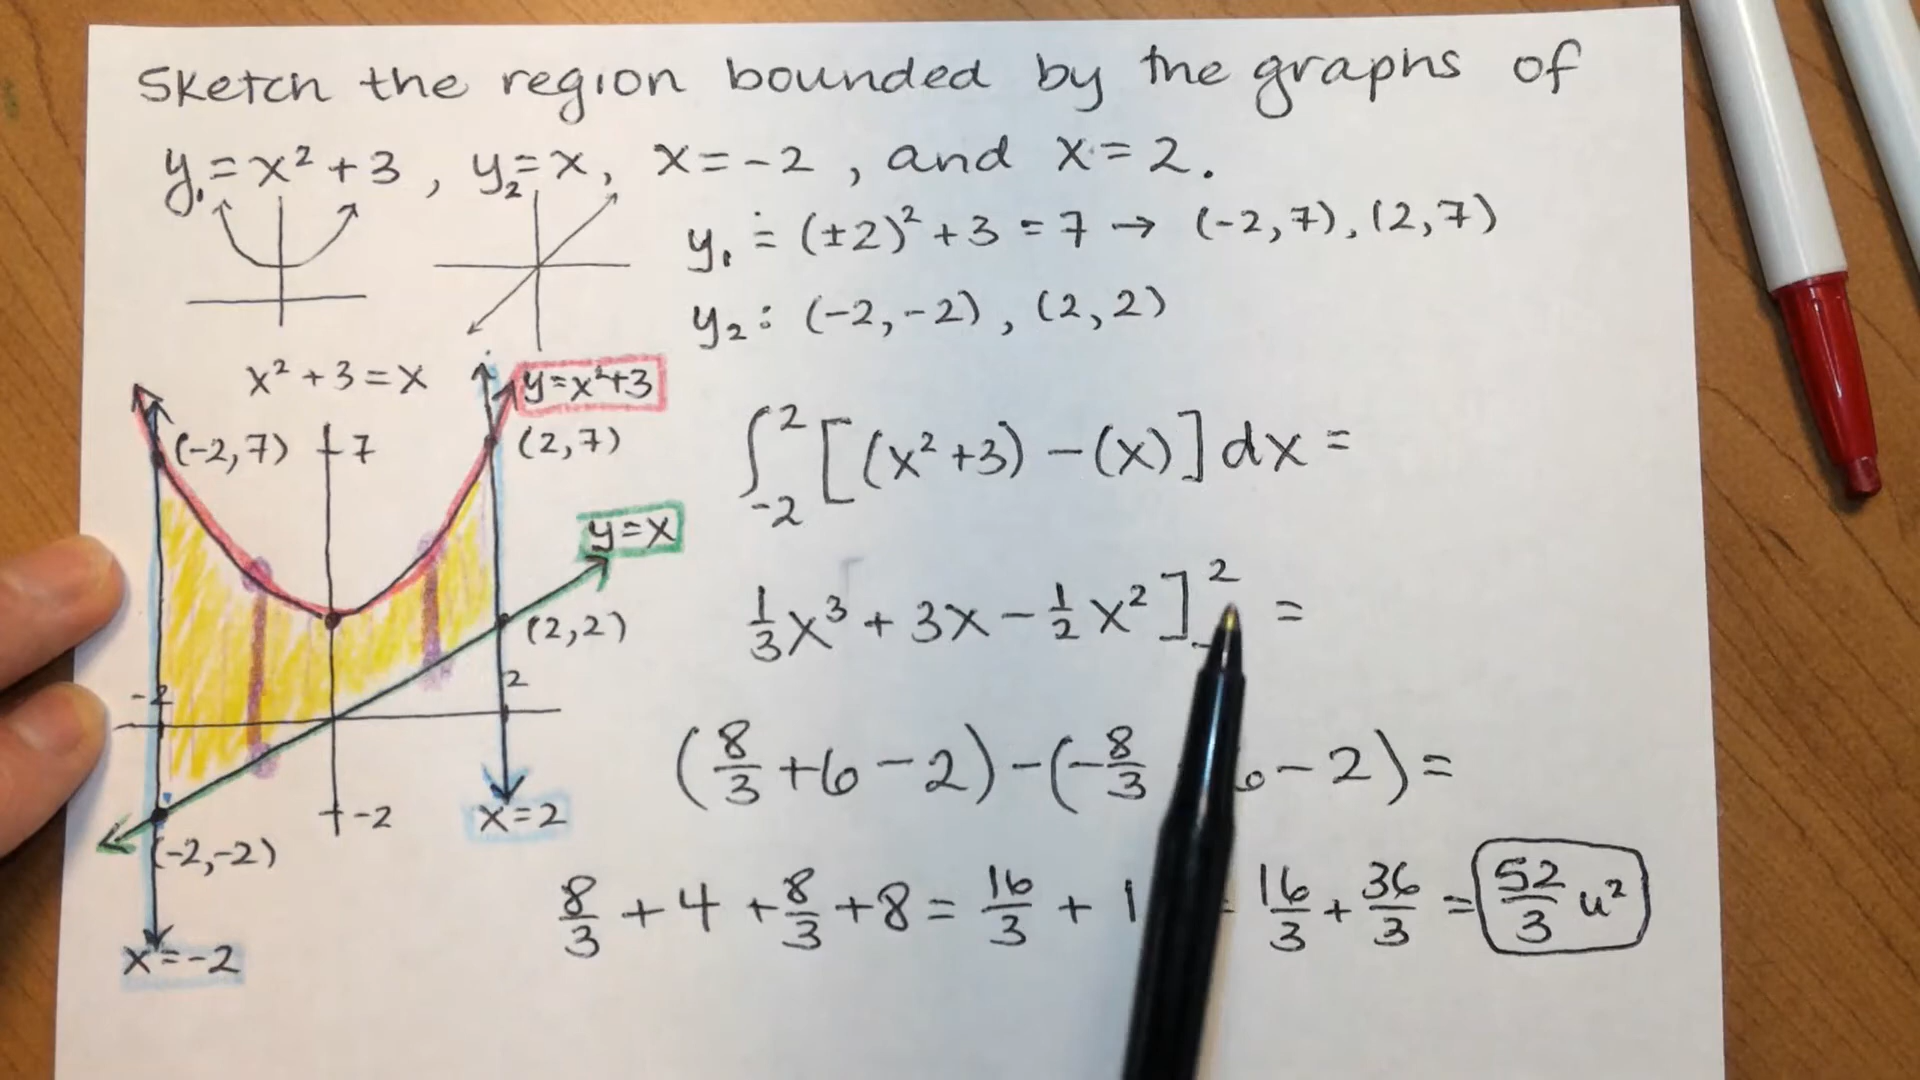 Sketch the region bounded by the graphs of
y₁=x²+3, y₂=x, x=-2, and x=2.
y₁: =(±2)²+3=7→(-2,7),(2,7)
y₂: (-2,-2),(2,2)
x²+3=x
y=x²+3
(-2,7)
7
(2,7)
∫₋₂² [(x²+3)-(x)]dx=
y=x
1/3x³+3x-1/2x²]² =
(2,2)
-2
2
(8/3+6-2)-(-8/3 -2)=
-2
x=2
(-2,-2)
8/3+4+8/3+8=16/3+ 16/3+36/3=52/3 u²
x=-2